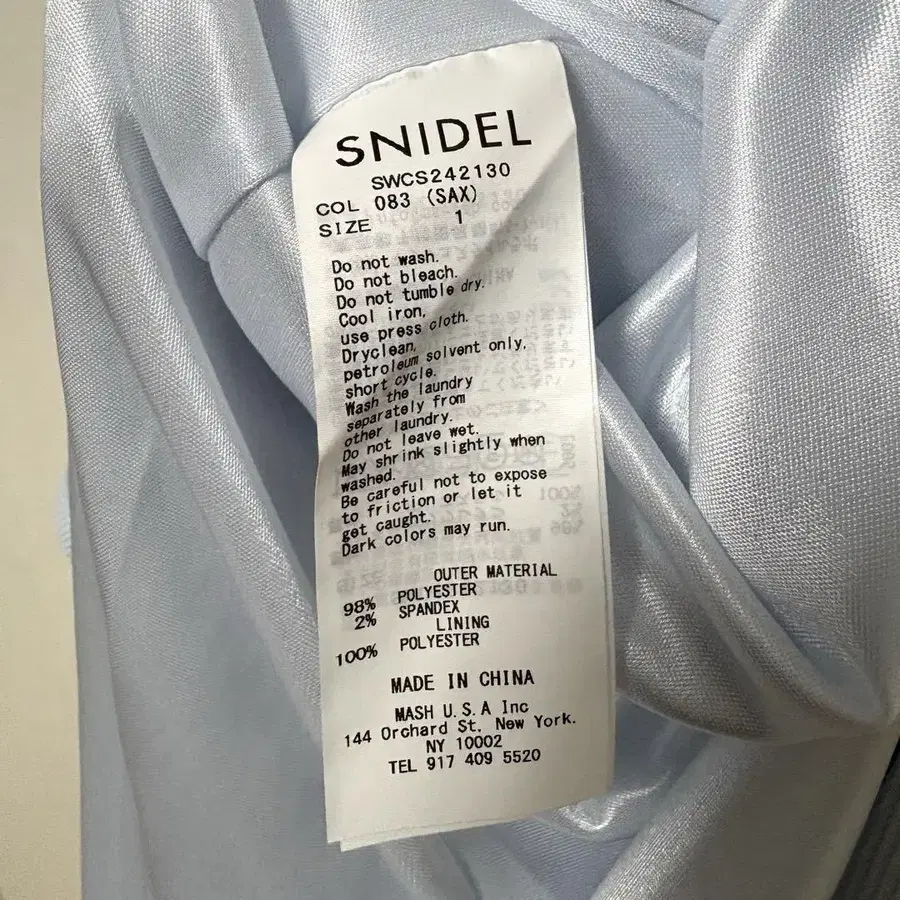 SNIDEL
SWCS242130
COL 083 (SAX)
SIZE 1
Do not wash.
Do not bleach.
Do not tumble dry.
Cool iron,
use press cloth.
Dryclean,
petroleum solvent only,
short cycle.
Wash the laundry
separately from
other laundry.
Do not leave wet.
May shrink slightly when
washed.
Be careful not to expose
to friction or let it
get caught.
Dark colors may run.
OUTER MATERIAL
98% POLYESTER
2% SPANDEX
LINING
100% POLYESTER
MADE IN CHINA
MASH U.S.A Inc
144 Orchard St, New York.
NY 10002
TEL 917 409 5520